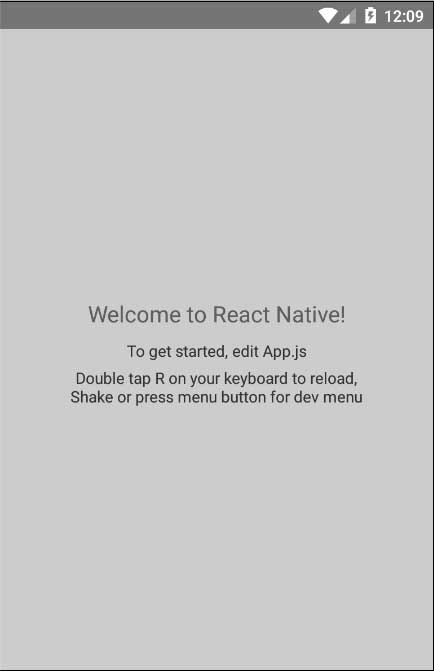 12:09
Welcome to React Native!
To get started, edit App.js
Double tap R on your keyboard to reload,
Shake or press menu button for dev menu